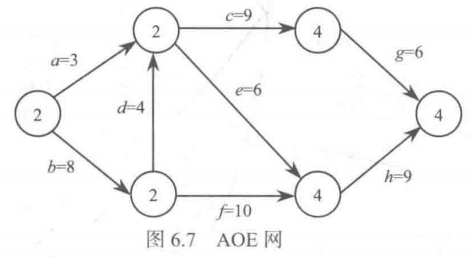 2 c=9 4
a=3 g=6
2 d=4 e=6 4
b=8 h=9
2 f=10 4
图 6.7 AOE 网